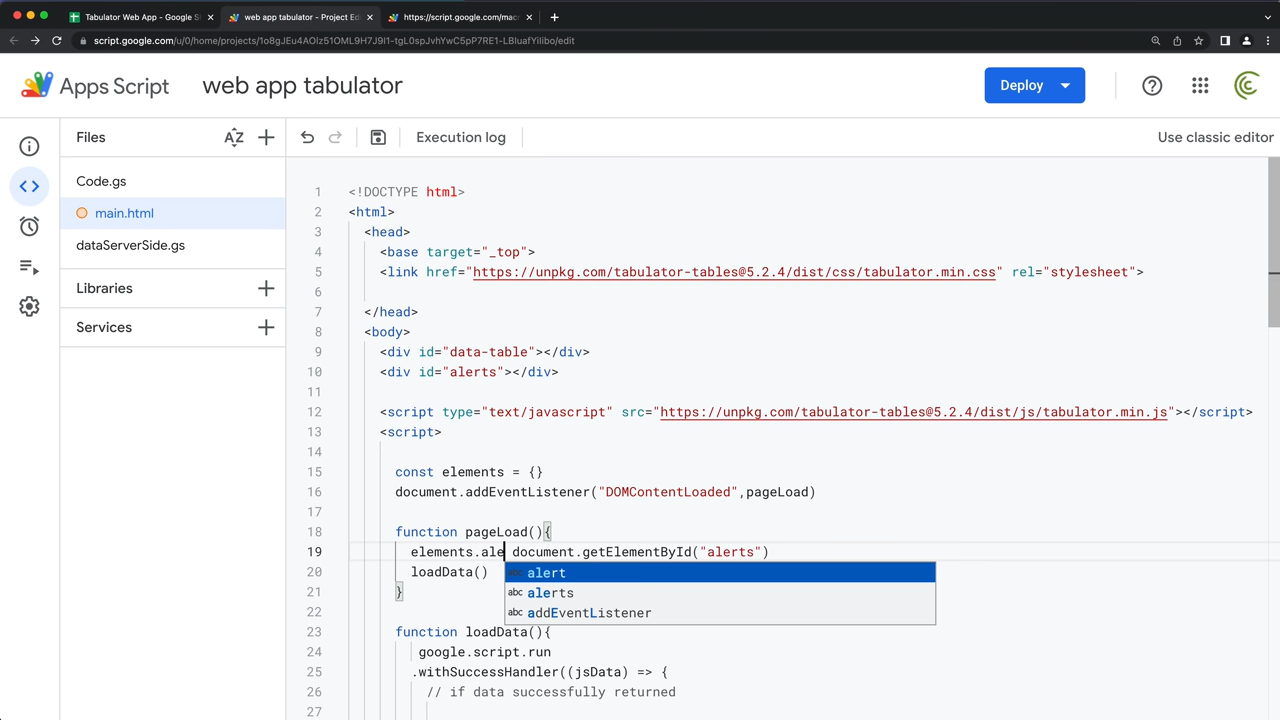 Tabulator Web App - Google S
web app tabulator - Project Edi
https://script.google.com/mac
script.google.com/u/0/home/projects/1o8gJEu4AOlz51OML9H7J9I1-tgL0spJvhYwC5pP7RE1-LBluafYilibo/edit
Apps Script
web app tabulator
Deploy
Files
Execution log
Use classic editor
Code.gs
main.html
dataServerSide.gs
Libraries
Services
1 <!DOCTYPE html>
2 <html>
3 <head>
4 <base target="_top">
5 <link href="https://unpkg.com/tabulator-tables@5.2.4/dist/css/tabulator.min.css" rel="stylesheet">
6
7 </head>
8 <body>
9 <div id="data-table"></div>
10 <div id="alerts"></div>
11
12 <script type="text/javascript" src="https://unpkg.com/tabulator-tables@5.2.4/dist/js/tabulator.min.js"></script>
13 <script>
14
15 const elements = {}
16 document.addEventListener("DOMContentLoaded",pageLoad)
17
18 function pageLoad(){
19 elements.ale document.getElementById("alerts")
20 loadData()
abc alert
abc alerts
abc addEventListener
21 }
22
23 function loadData(){
24 google.script.run
25 .withSuccessHandler((jsData) => {
26 // if data successfully returned
27